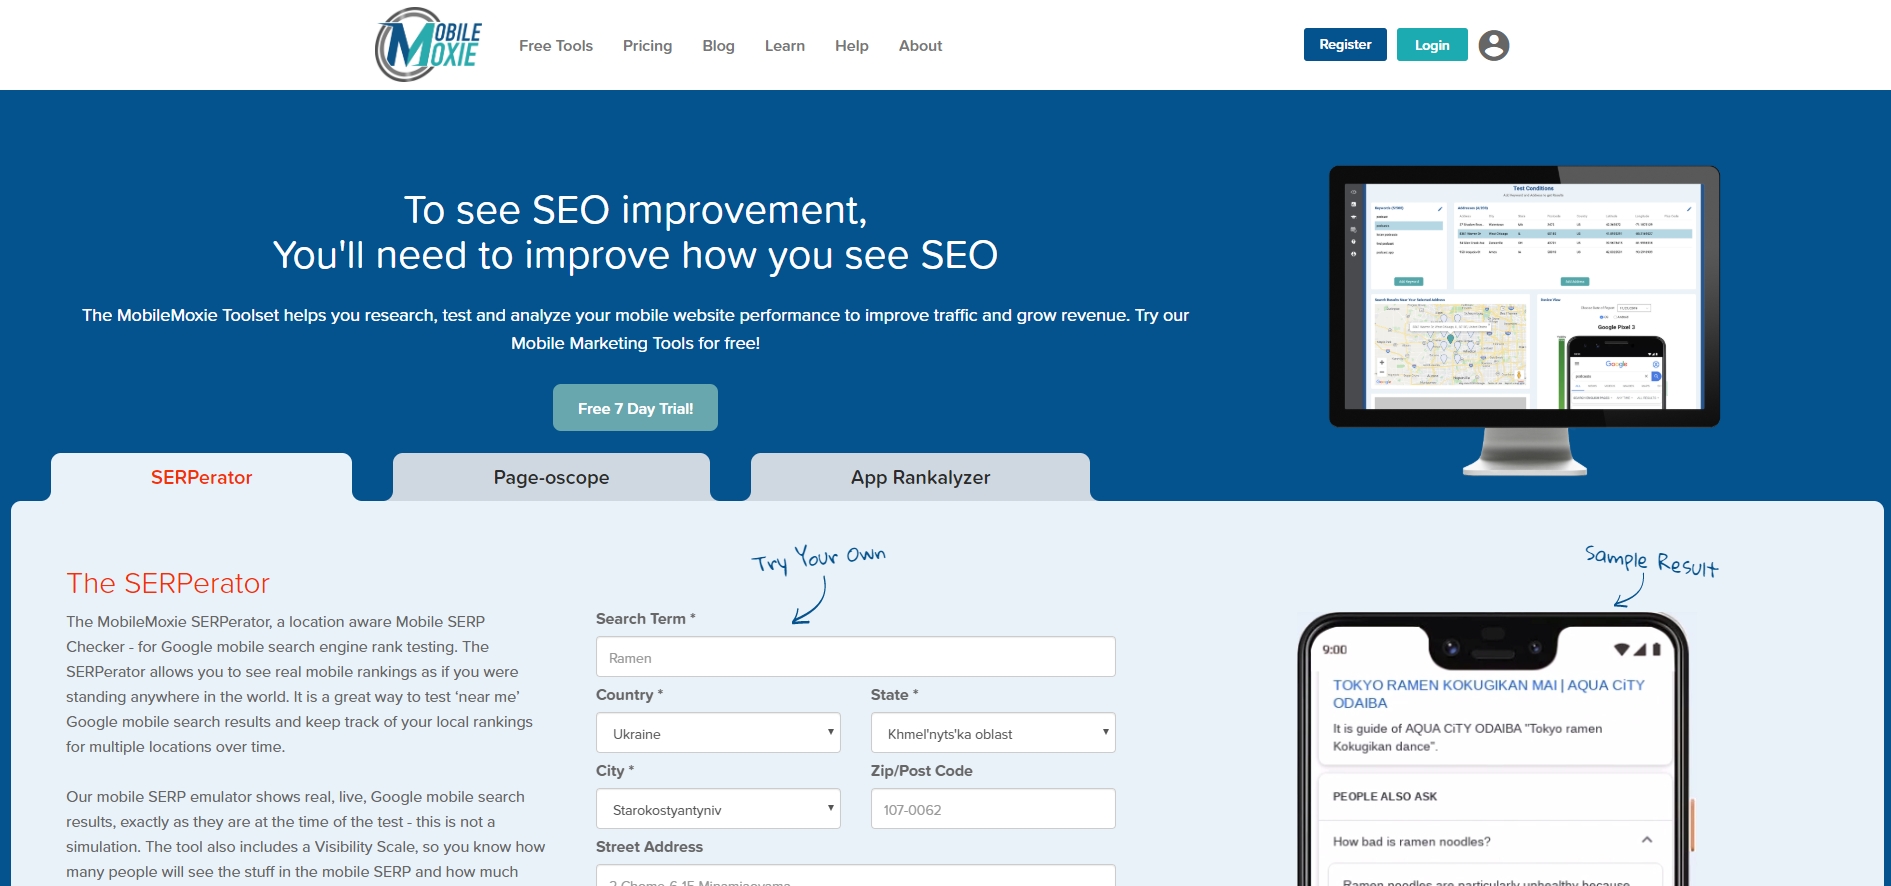 MOBILE MOXIE
Free Tools
Pricing
Blog
Learn
Help
About
Register
Login
To see SEO improvement,
You'll need to improve how you see SEO
The MobileMoxie Toolset helps you research, test and analyze your mobile website performance to improve traffic and grow revenue. Try our
Mobile Marketing Tools for free!
Free 7 Day Trial!
Test Conditions
Device View
Google Pixel 3
Google
podcasts
SERPerator
Page-oscope
App Rankalyzer
The SERPerator
The MobileMoxie SERPerator, a location aware Mobile SERP
Checker - for Google mobile search engine rank testing. The
SERPerator allows you to see real mobile rankings as if you were
standing anywhere in the world. It is a great way to test ‘near me’
Google mobile search results and keep track of your local rankings
for multiple locations over time.
Our mobile SERP emulator shows real, live, Google mobile search
results, exactly as they are at the time of the test - this is not a
simulation. The tool also includes a Visibility Scale, so you know how
many people will see the stuff in the mobile SERP and how much
Try Your Own
Search Term *
Ramen
Country *
State *
Ukraine
Khmel'nyts'ka oblast
City *
Zip/Post Code
Starokostyantyniv
107-0062
Street Address
Sample Result
9:00
TOKYO RAMEN KOKUGIKAN MAI | AQUA CiTY
ODAIBA
It is guide of AQUA CiTY ODAIBA "Tokyo ramen
Kokugikan dance".
PEOPLE ALSO ASK
How bad is ramen noodles?
Ramen noodles are particularly unhealthy because